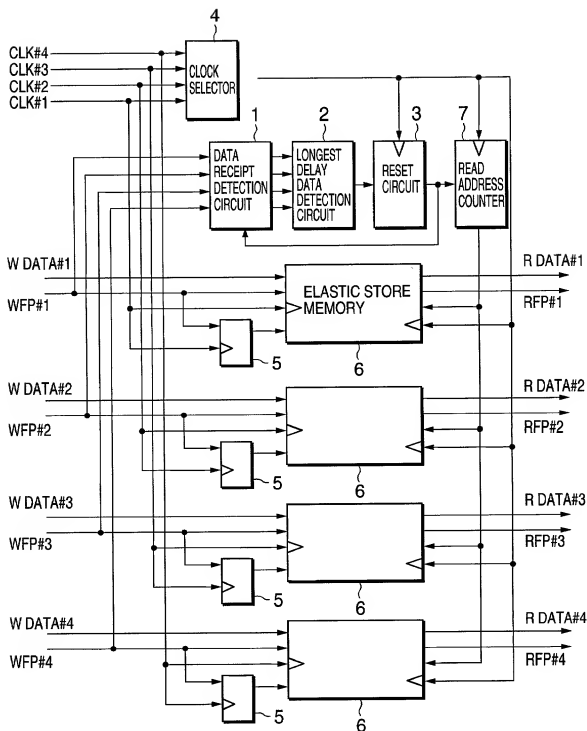 4
CLK#4
CLK#3
CLK#2
CLK#1
CLOCK
SELECTOR
1
2
3
7
DATA
RECEIPT
DETECTION
CIRCUIT
LONGEST
DELAY
DATA
DETECTION
CIRCUIT
RESET
CIRCUIT
READ
ADDRESS
COUNTER
W DATA#1
WFP#1
ELASTIC STORE
MEMORY
R DATA#1
RFP#1
5
6
W DATA#2
WFP#2
R DATA#2
RFP#2
5
6
W DATA#3
WFP#3
R DATA#3
RFP#3
5
6
W DATA#4
WFP#4
R DATA#4
RFP#4
5
6